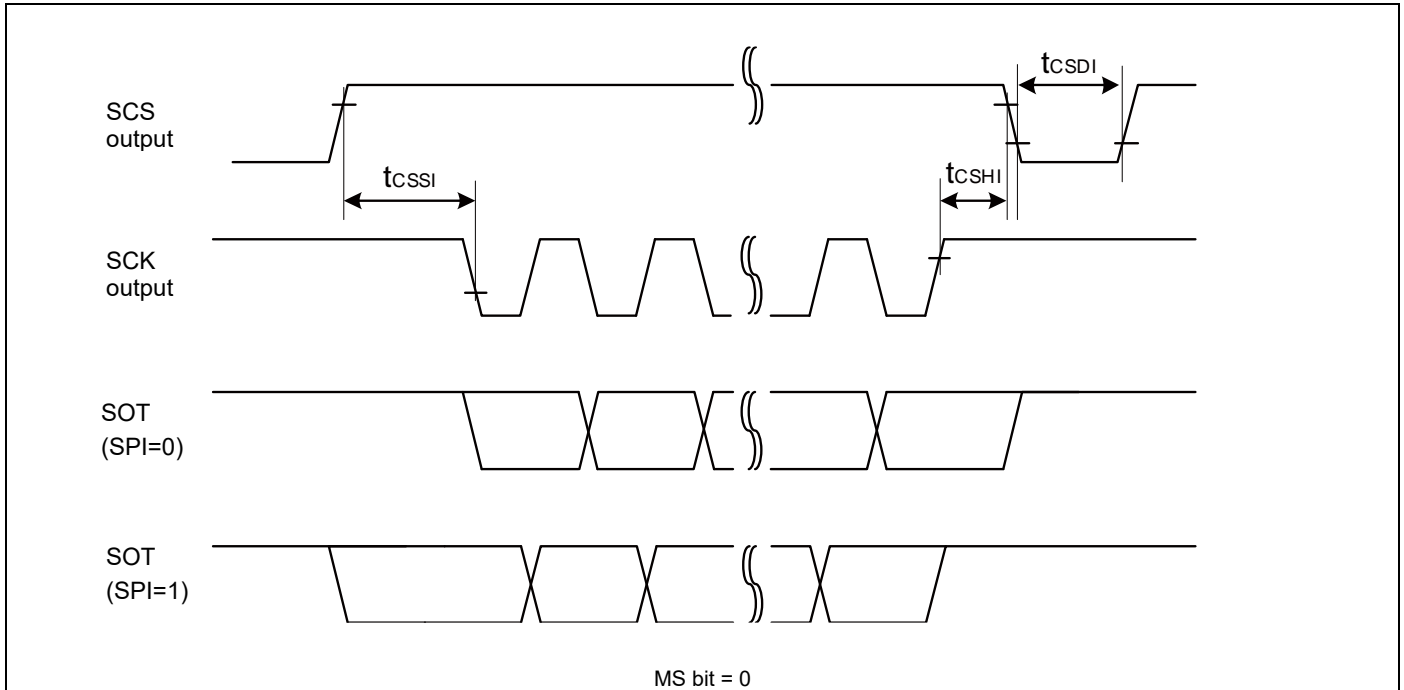 tCSDI
SCS
output
tCSSI
tCSHI
SCK
output
SOT
(SPI=0)
SOT
(SPI=1)
MS bit = 0